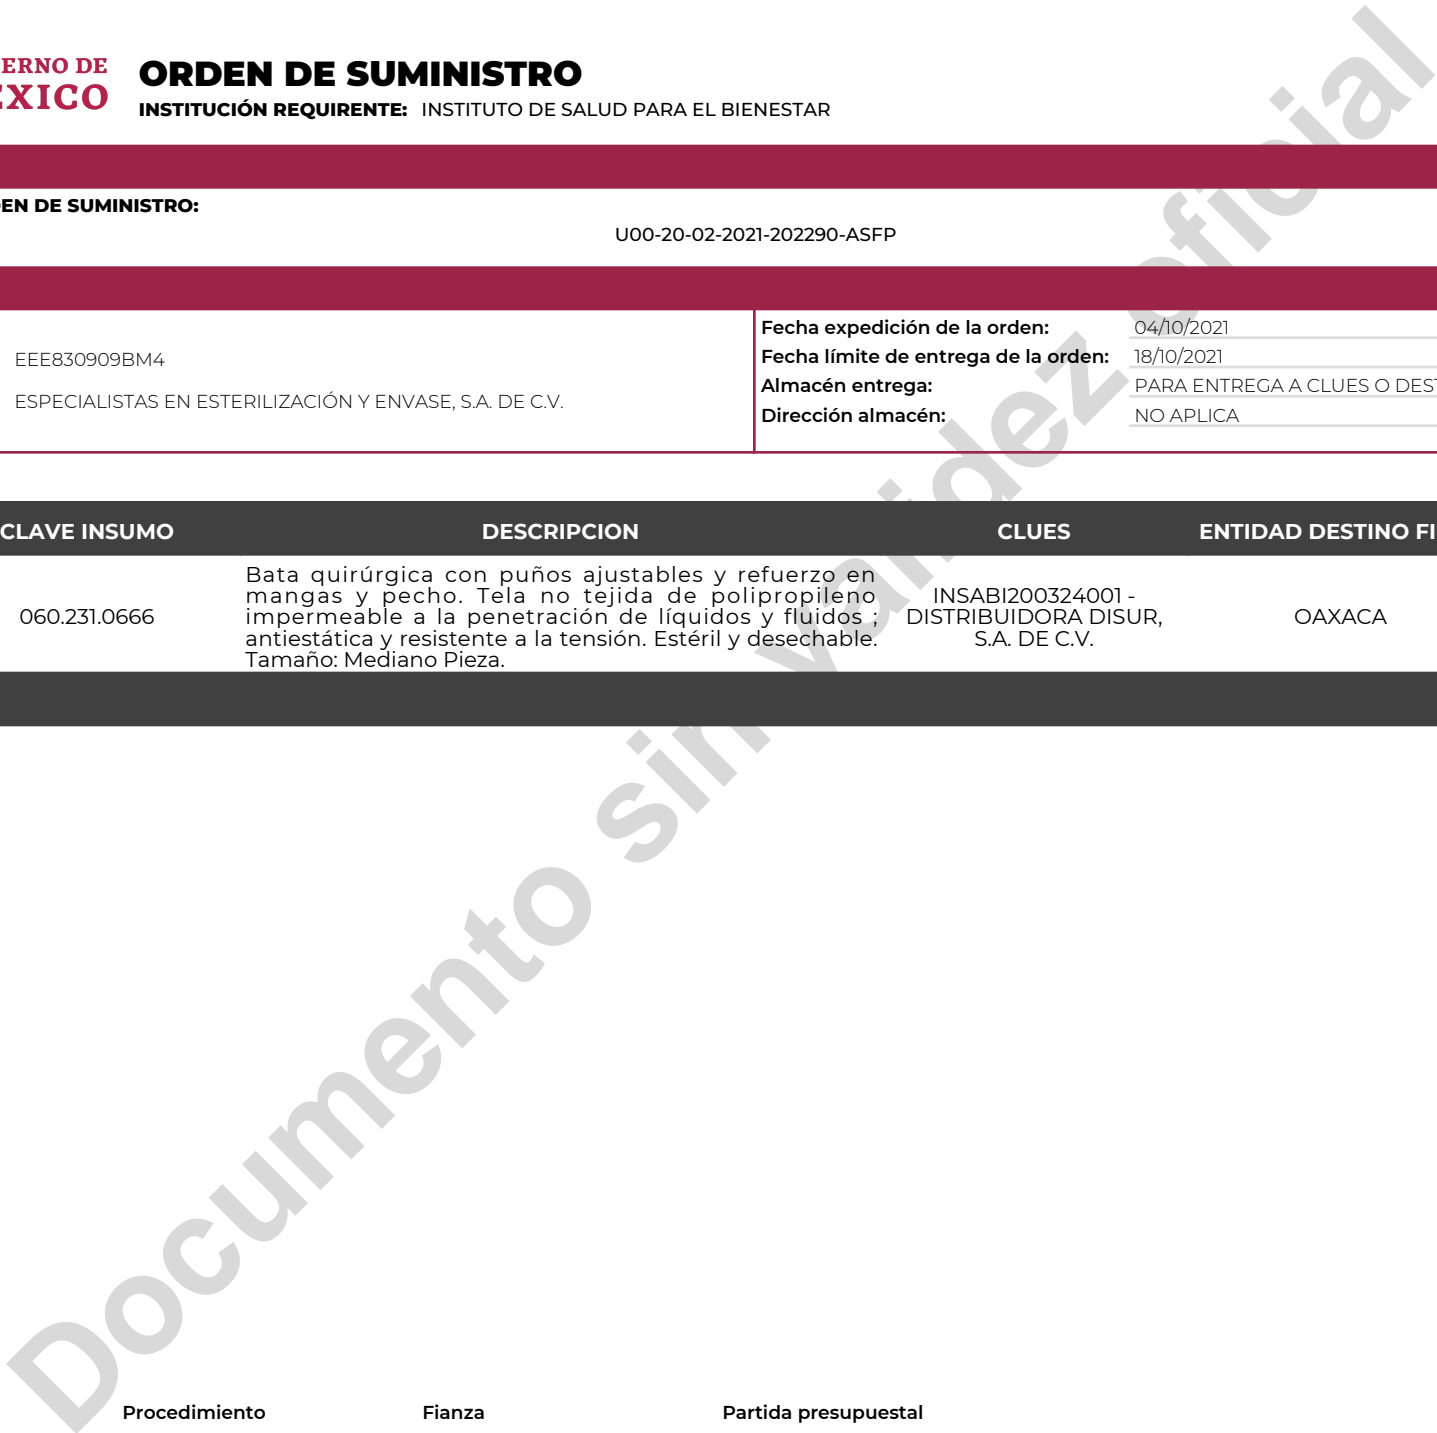 ERNO DE
EXICO
ORDEN DE SUMINISTRO
INSTITUCIÓN REQUIRENTE: INSTITUTO DE SALUD PARA EL BIENESTAR
EN DE SUMINISTRO:
U00-20-02-2021-202290-ASFP
EEE830909BM4
ESPECIALISTAS EN ESTERILIZACIÓN Y ENVASE, S.A. DE C.V.
Fecha expedición de la orden: 04/10/2021
Fecha límite de entrega de la orden: 18/10/2021
Almacén entrega: PARA ENTREGA A CLUES O DEST
Dirección almacén: NO APLICA
CLAVE INSUMO DESCRIPCION CLUES ENTIDAD DESTINO FI
060.231.0666
Bata quirúrgica con puños ajustables y refuerzo en
mangas y pecho. Tela no tejida de polipropileno
impermeable a la penetración de líquidos y fluidos ;
antiestática y resistente a la tensión. Estéril y desechable.
Tamaño: Mediano Pieza.
INSABI200324001 -
DISTRIBUIDORA DISUR,
S.A. DE C.V.
OAXACA
Documento sin validez oficial
Procedimiento Fianza Partida presupuestal